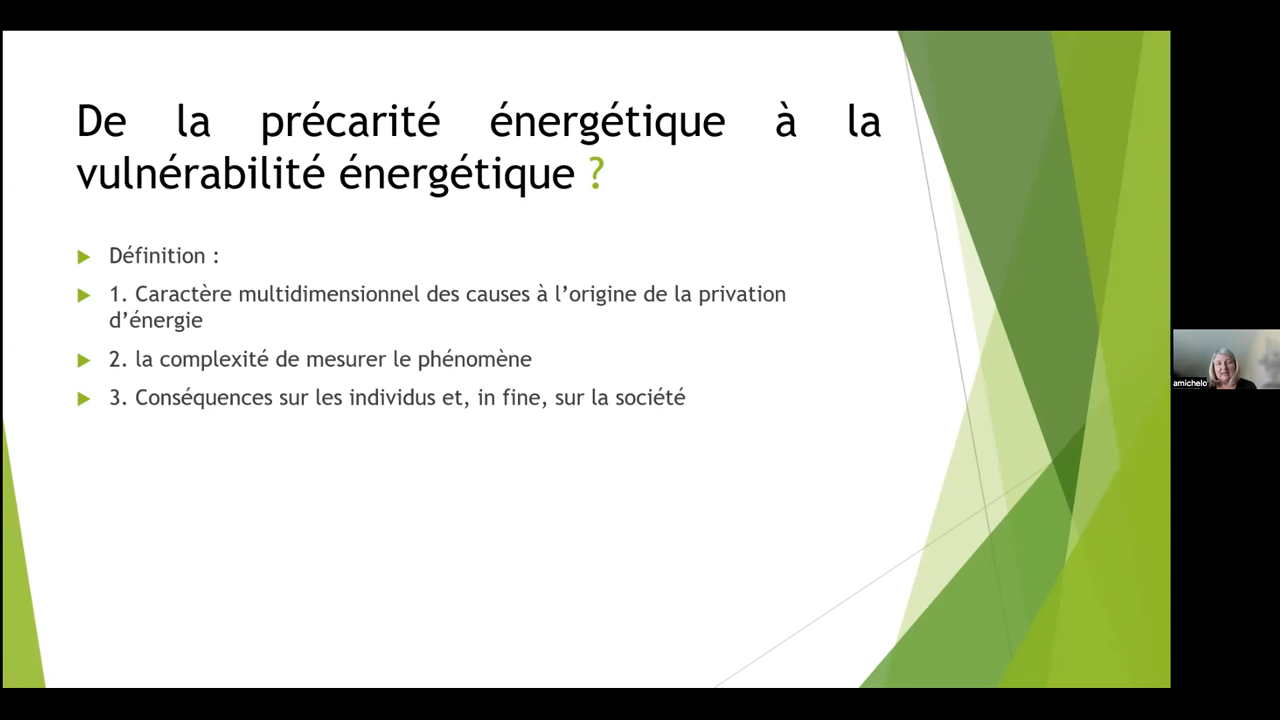 De la précarité énergétique à la
vulnérabilité énergétique ?
Définition :
1. Caractère multidimensionnel des causes à l’origine de la privation
d’énergie
2. la complexité de mesurer le phénomène
3. Conséquences sur les individus et, in fine, sur la société
amichelo